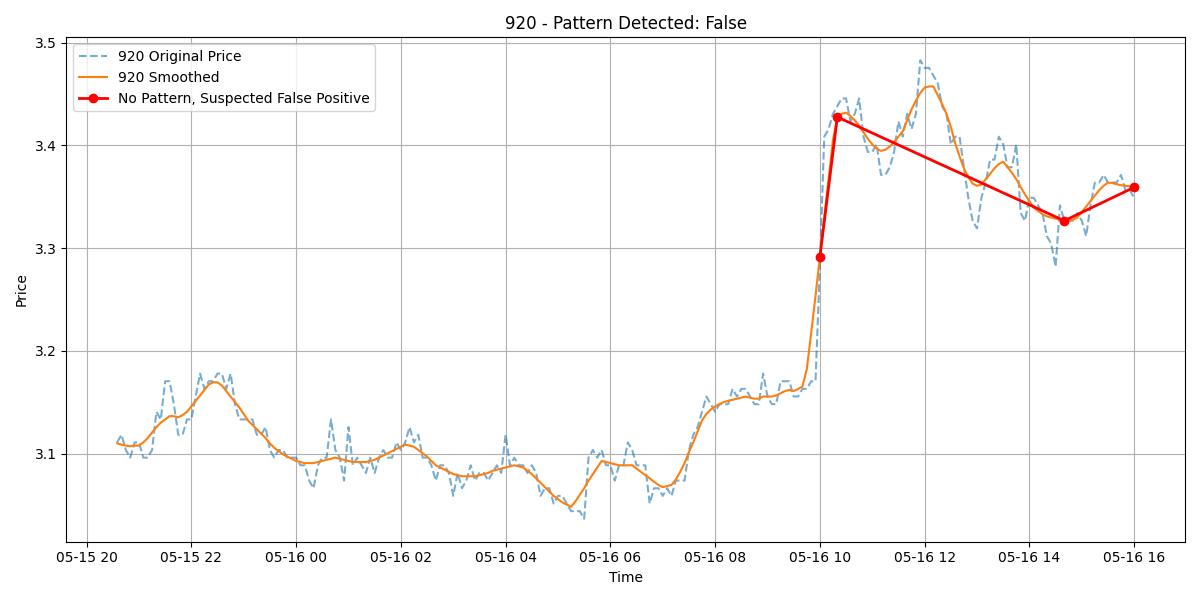 920 - Pattern Detected: False
920 Original Price
920 Smoothed
No Pattern, Suspected False Positive
Price
3.5
3.4
3.3
3.2
3.1
05-15 20 05-15 22 05-16 00 05-16 02 05-16 04 05-16 06 05-16 08 05-16 10 05-16 12 05-16 14 05-16 16
Time